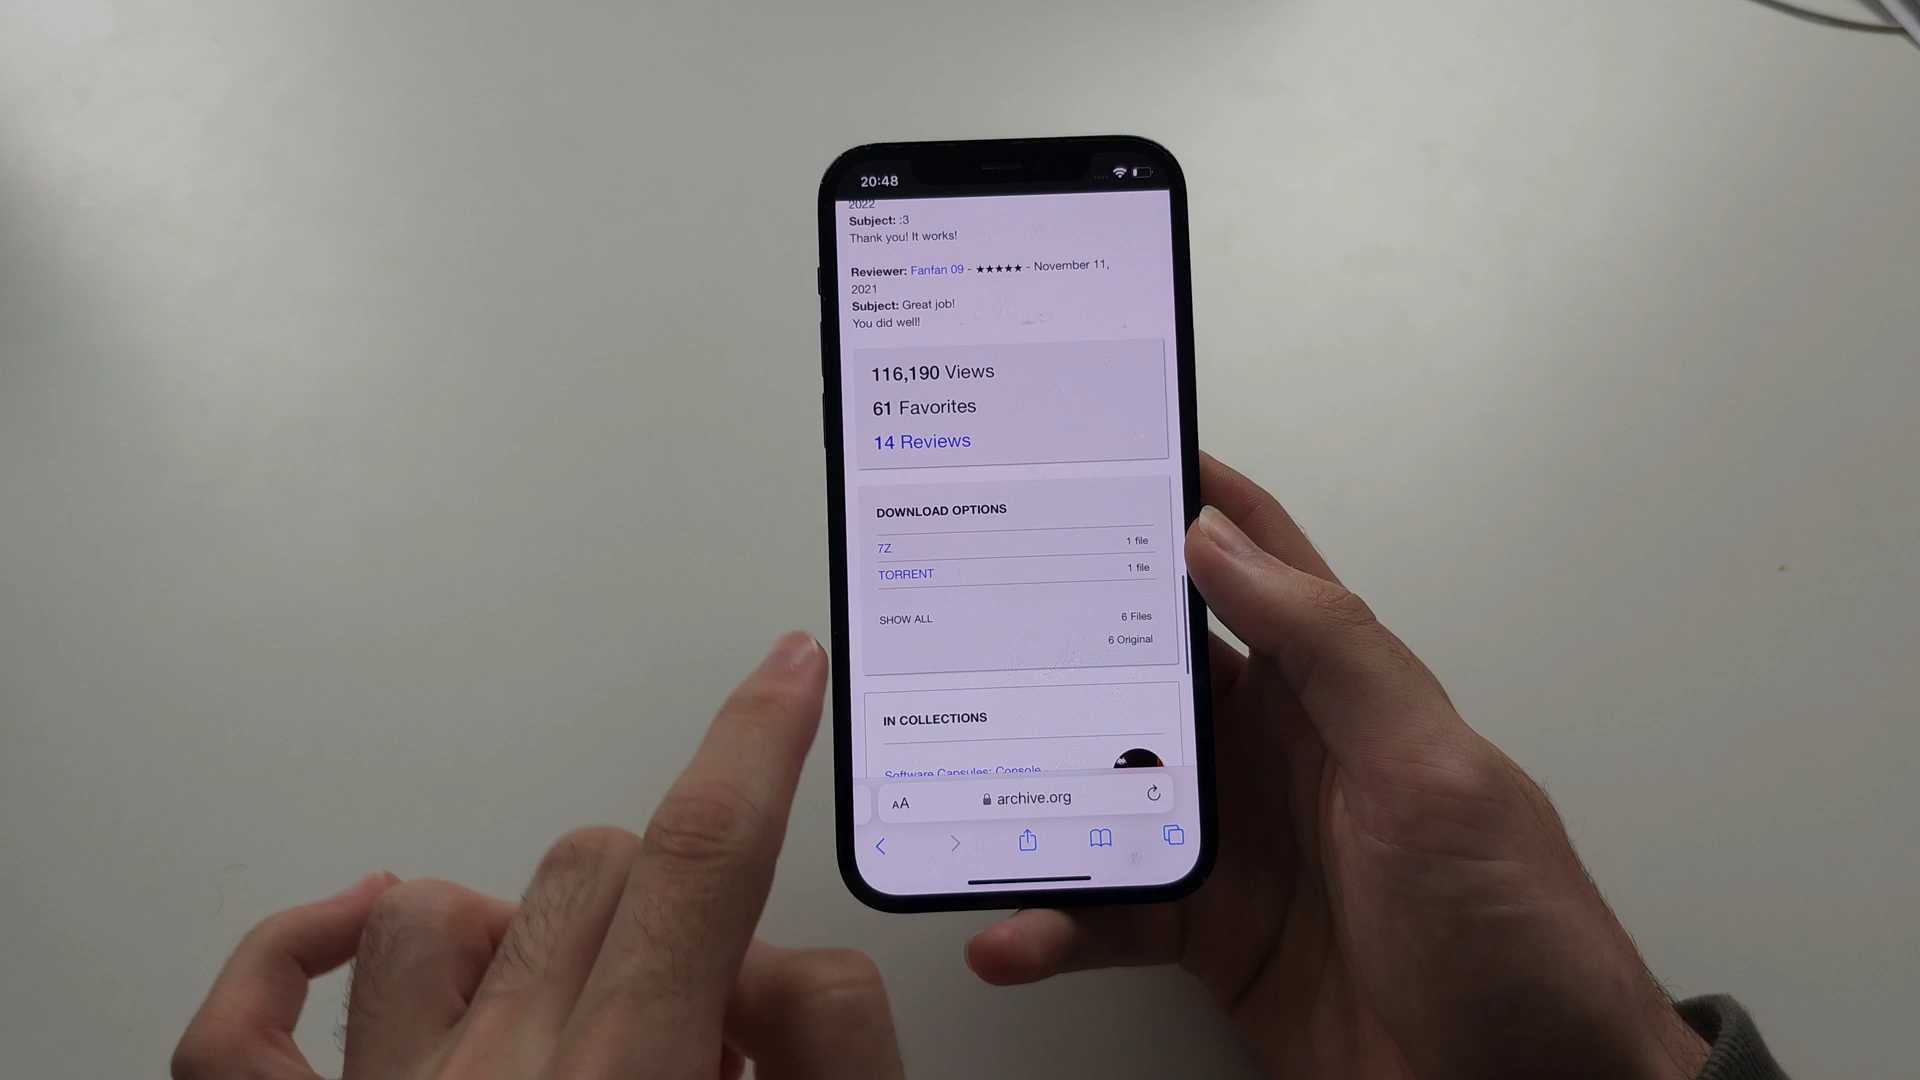 20:48
2022
Subject: :3
Thank you! It works!
Reviewer: Fanfan 09 - ★★★★★ - November 11,
2021
Subject: Great job!
You did well!
116,190 Views
61 Favorites
14 Reviews
DOWNLOAD OPTIONS
7Z 1 file
TORRENT 1 file
SHOW ALL 6 Files
6 Original
IN COLLECTIONS
Software Capsules: Console
AA archive.org